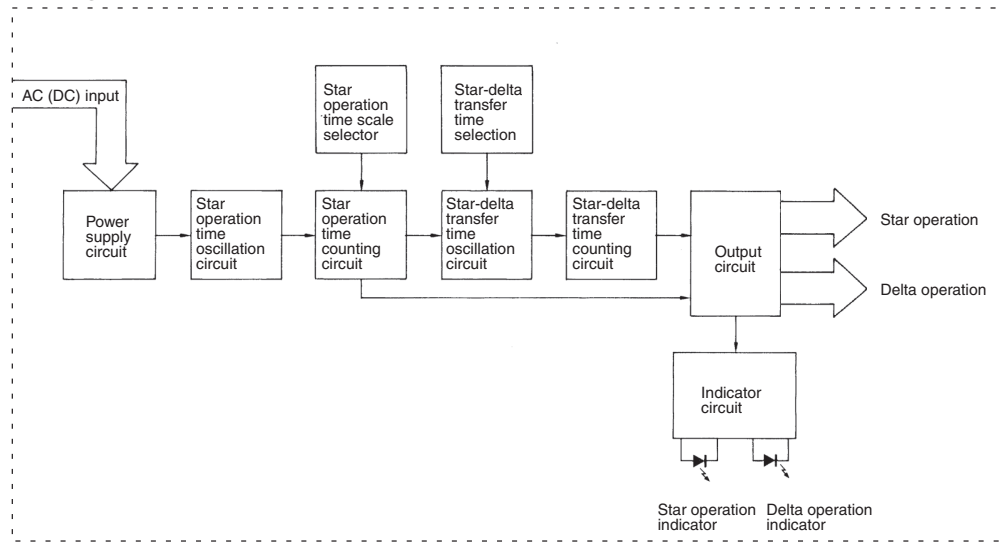 AC (DC) input
Star
operation
time scale
selector
Star-delta
transfer
time
selection
Power
supply
circuit
Star
operation
time
oscillation
circuit
Star
operation
time
counting
circuit
Star-delta
transfer
time
oscillation
circuit
Star-delta
transfer
time
counting
circuit
Output
circuit
Star operation
Delta operation
Indicator
circuit
Star operation
indicator
Delta operation
indicator